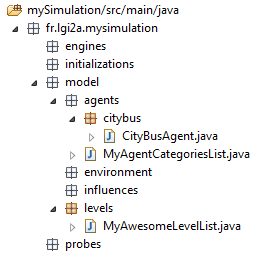 mySimulation/src/main/java
fr.lgi2a.mysimulation
engines
initializations
model
agents
citybus
CityBusAgent.java
MyAgentCategoriesList.java
environment
influences
levels
MyAwesomeLevelList.java
probes